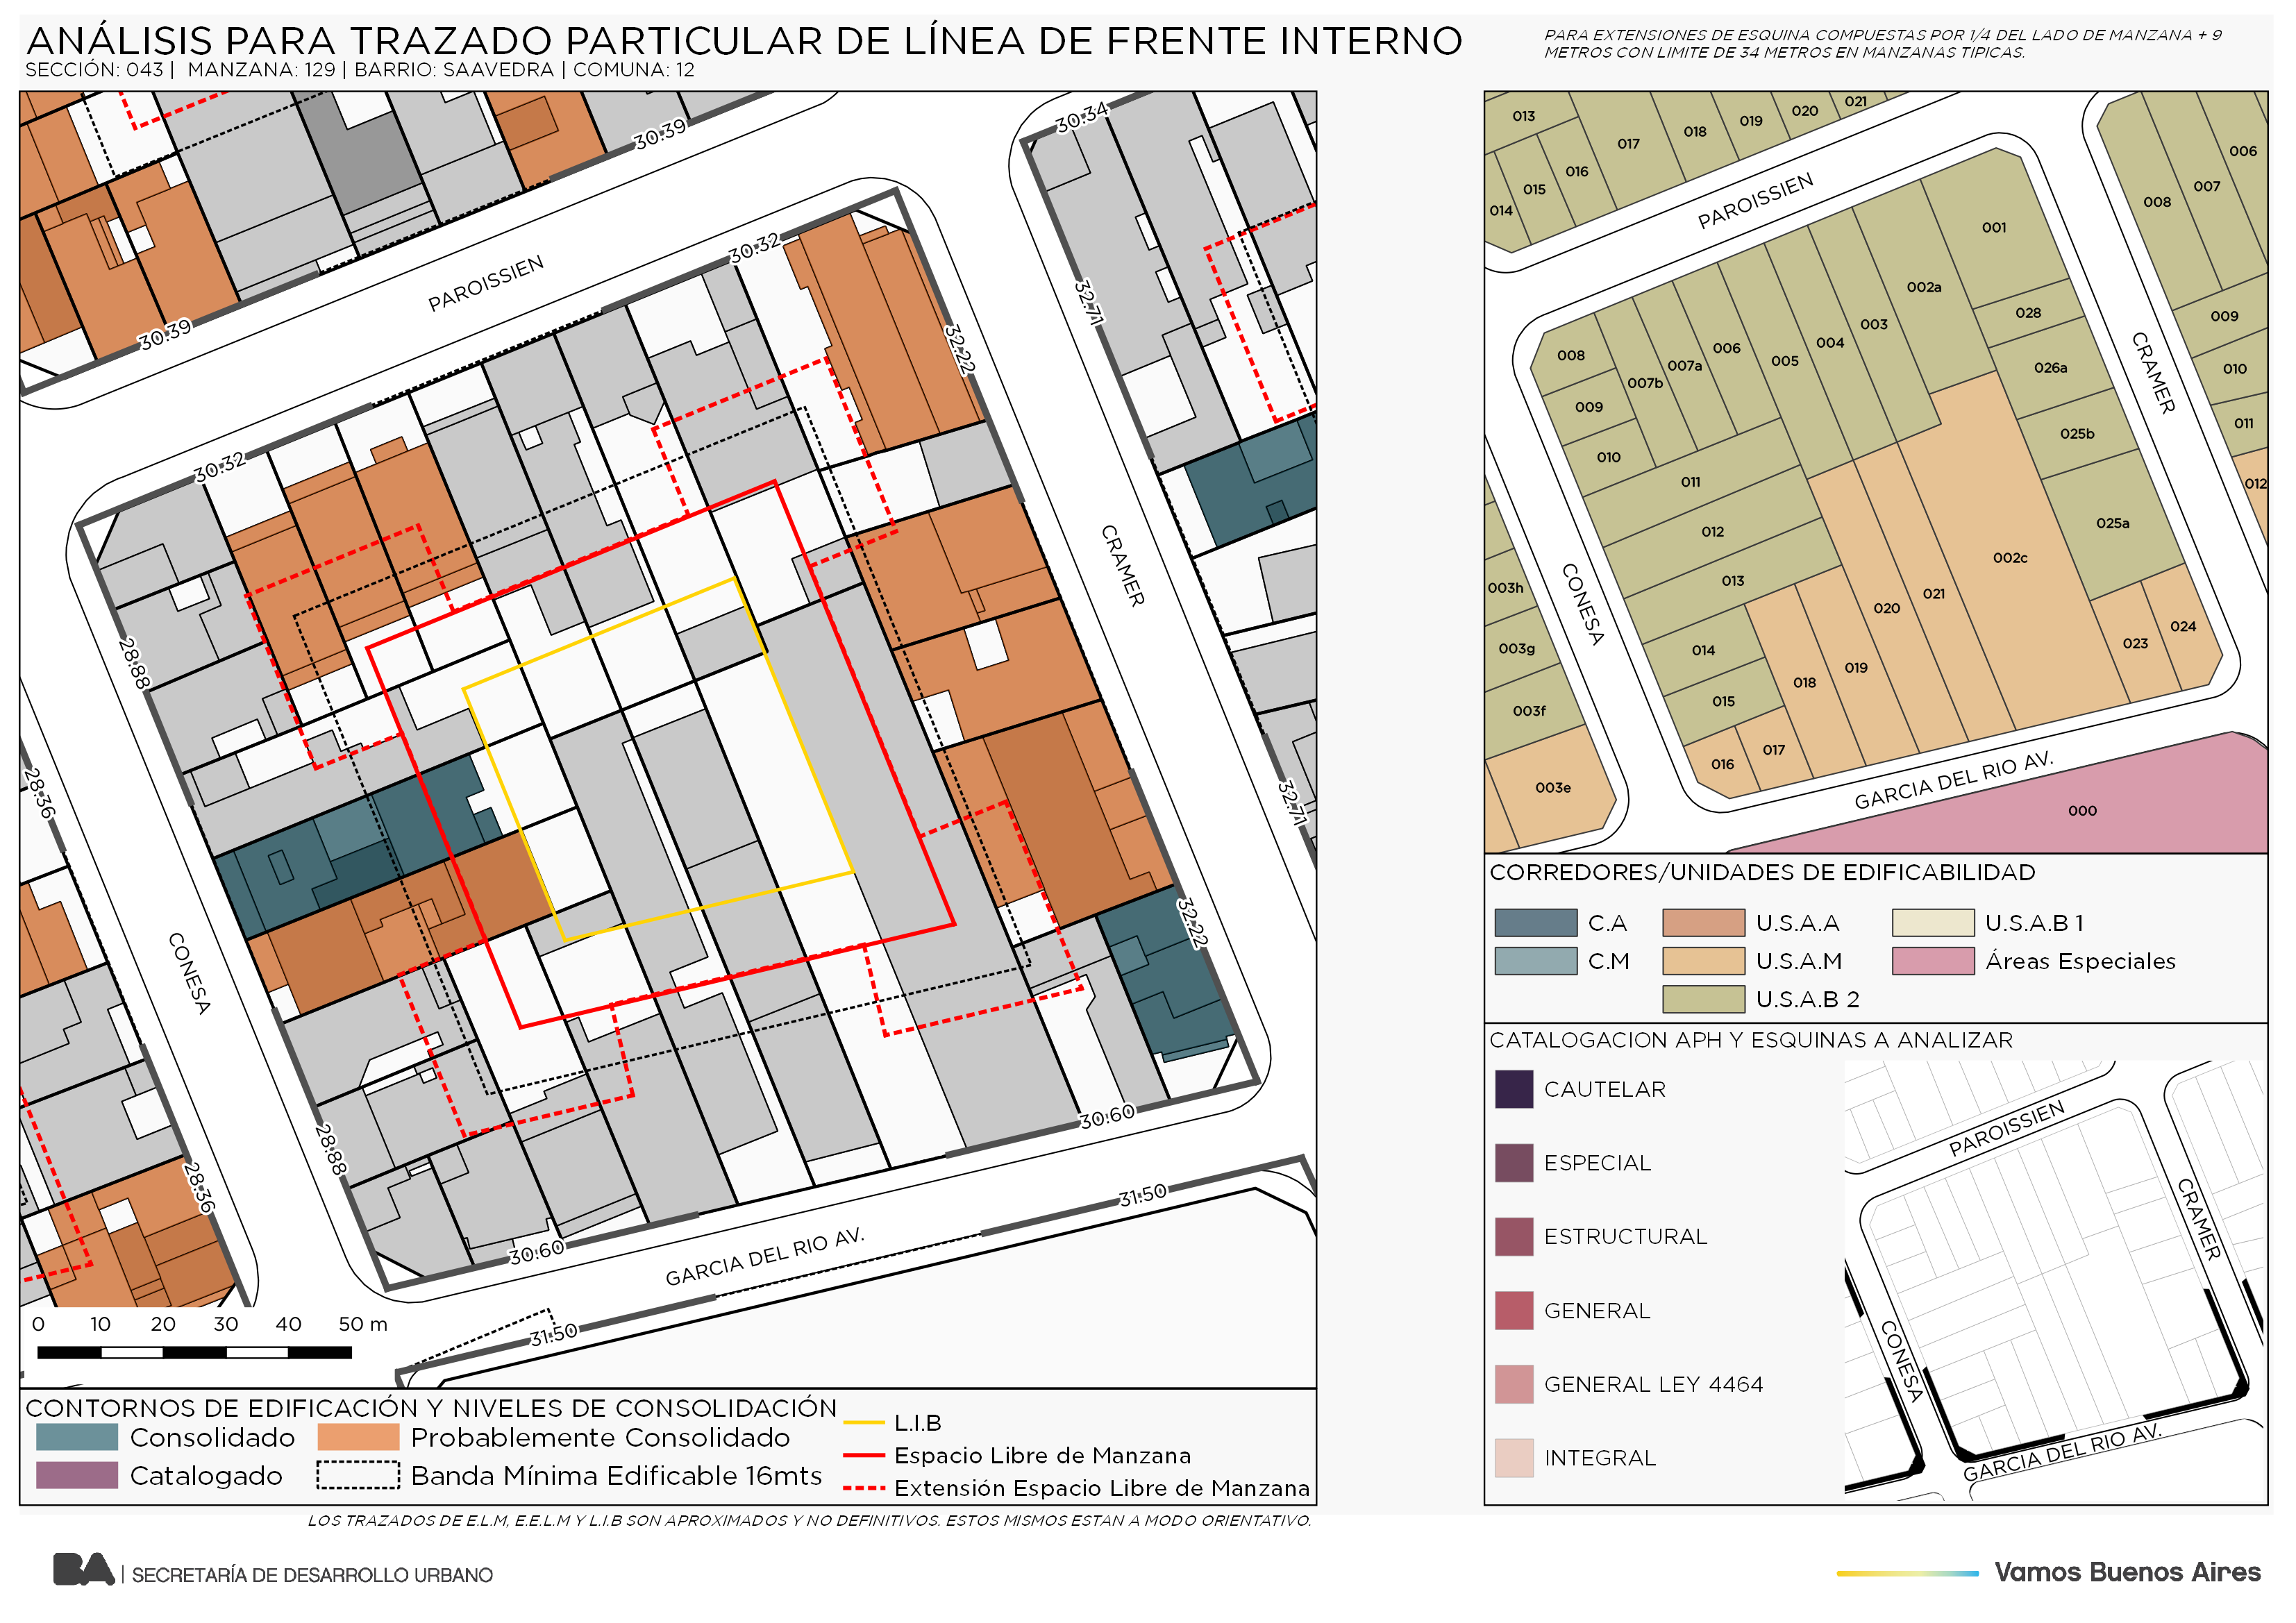 ANÁLISIS PARA TRAZADO PARTICULAR DE LÍNEA DE FRENTE INTERNO
SECCIÓN: 043 | MANZANA: 129 | BARRIO: SAAVEDRA | COMUNA: 12
PARA EXTENSIONES DE ESQUINA COMPUESTAS POR 1/4 DEL LADO DE MANZANA + 9
METROS CON LIMITE DE 34 METROS EN MANZANAS TIPICAS.
30.39
30.39
30.34
PAROISSIEN
30.32
30.32
32.71
32.22
28.88
CRAMER
28.36
32.71
32.22
CONESA
28.88
28.36
30.60
30.60
31.50
GARCIA DEL RIO AV.
31.50
0 10 20 30 40 50 m
CONTORNOS DE EDIFICACIÓN Y NIVELES DE CONSOLIDACIÓN
Consolidado
Probablemente Consolidado
Catalogado
Banda Mínima Edificable 16mts
L.I.B
Espacio Libre de Manzana
Extensión Espacio Libre de Manzana
LOS TRAZADOS DE E.L.M, E.E.L.M Y L.I.B SON APROXIMADOS Y NO DEFINITIVOS. ESTOS MISMOS ESTAN A MODO ORIENTATIVO.
013
017
018
019
020
021
014
015
016
PAROISSIEN
008
007
006
001
002a
028
003
004
005
006
007a
007b
008
009
010
026a
025b
025a
CRAMER
009
010
011
012
011
012
013
014
015
002c
021
020
019
018
017
016
023
024
CONESA
003h
003g
003f
003e
GARCIA DEL RIO AV.
000
CORREDORES/UNIDADES DE EDIFICABILIDAD
C.A
U.S.A.A
U.S.A.B 1
C.M
U.S.A.M
Áreas Especiales
U.S.A.B 2
CATALOGACION APH Y ESQUINAS A ANALIZAR
CAUTELAR
ESPECIAL
ESTRUCTURAL
GENERAL
GENERAL LEY 4464
INTEGRAL
PAROISSIEN
CRAMER
CONESA
GARCIA DEL RIO AV.
BA | SECRETARÍA DE DESARROLLO URBANO
Vamos Buenos Aires